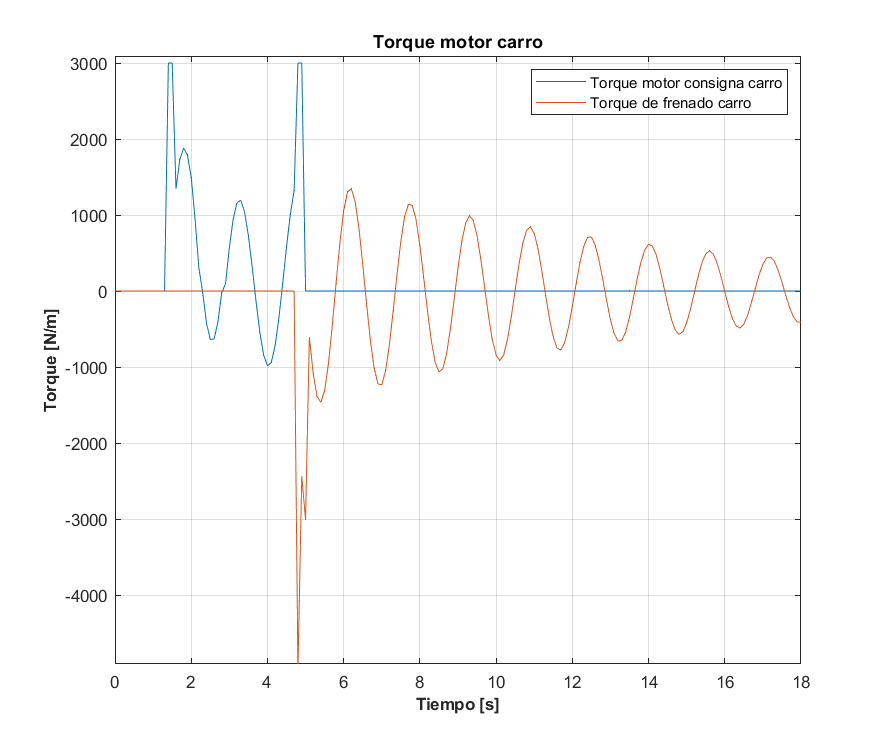 Torque motor carro
Torque motor consigna carro
Torque de frenado carro
3000
2000
1000
0
-1000
-2000
-3000
-4000
Torque [N/m]
0 2 4 6 8 10 12 14 16 18
Tiempo [s]